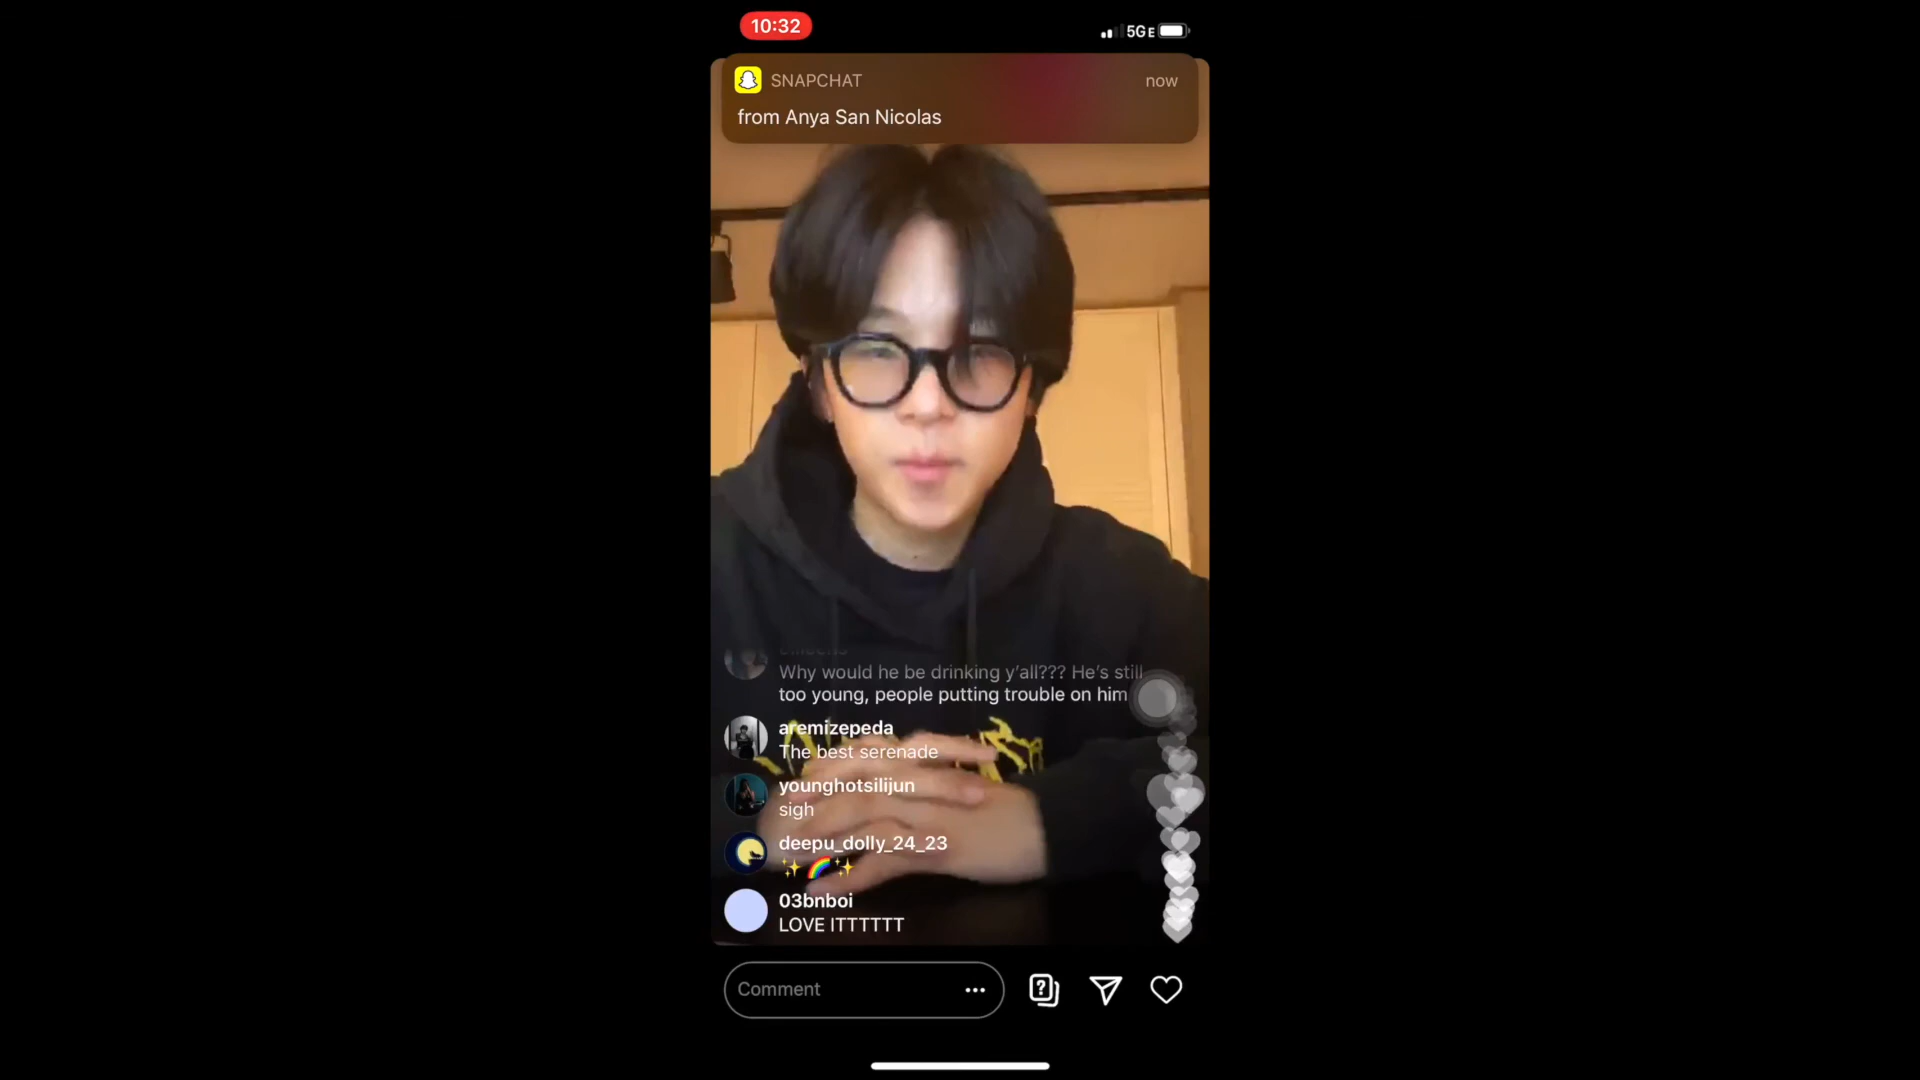 10:32
5GE
SNAPCHAT
now
from Anya San Nicolas
Why would he be drinking y'all??? He's still
too young, people putting trouble on him
aremizepeda
The best serenade
younghotsilijun
sigh
deepu_dolly_24_23
✨🌈✨
03bnboi
LOVE ITTTTTT
Comment